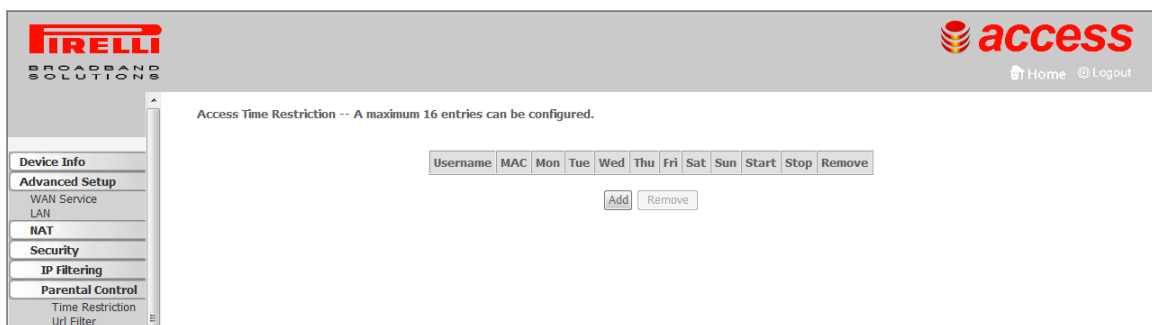 PIRELLI
BROADBAND
SOLUTIONS
access
Home Logout
Access Time Restriction -- A maximum 16 entries can be configured.
Username MAC Mon Tue Wed Thu Fri Sat Sun Start Stop Remove
Add Remove
Device Info
Advanced Setup
WAN Service
LAN
NAT
Security
IP Filtering
Parental Control
Time Restriction
Url Filter